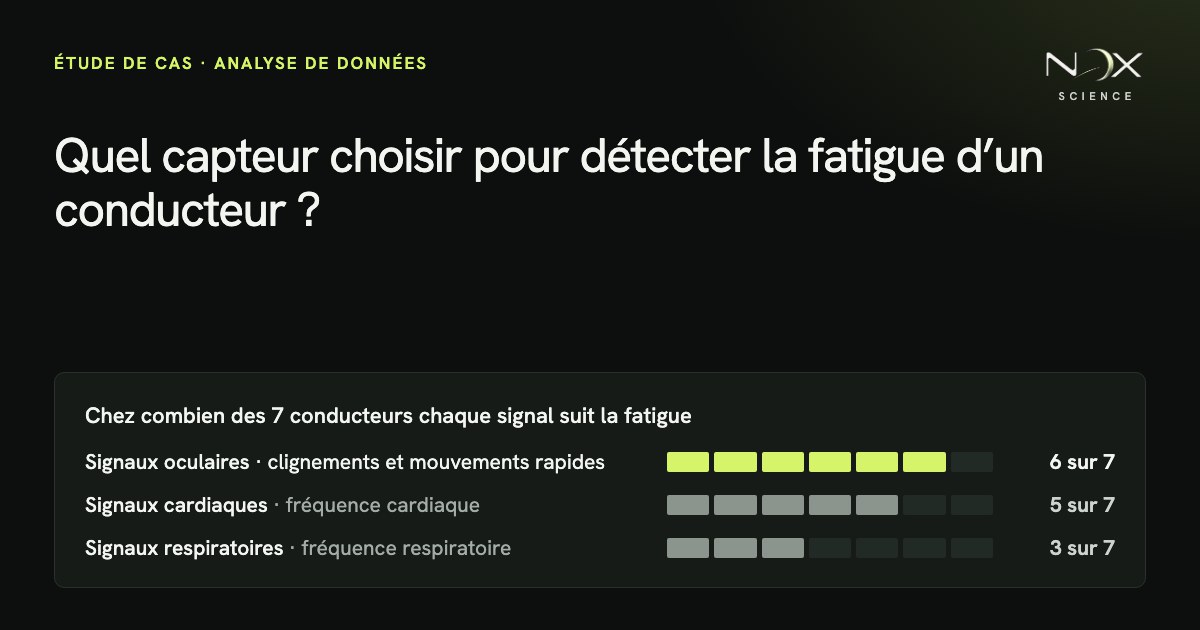 ÉTUDE DE CAS · ANALYSE DE DONNÉES
NOX
SCIENCE
Quel capteur choisir pour détecter la fatigue d’un
conducteur ?
Chez combien des 7 conducteurs chaque signal suit la fatigue
Signaux oculaires · clignements et mouvements rapides 6 sur 7
Signaux cardiaques · fréquence cardiaque 5 sur 7
Signaux respiratoires · fréquence respiratoire 3 sur 7